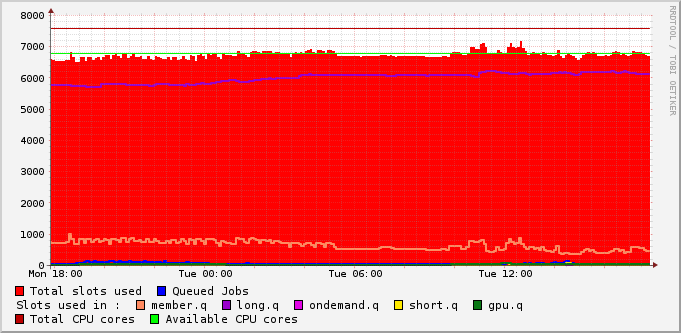 8000
7000
6000
5000
4000
3000
2000
1000
0
Mon 18:00 Tue 00:00 Tue 06:00 Tue 12:00
Total slots used Queued Jobs
Slots used in : member.q long.q ondemand.q short.q gpu.q
Total CPU cores Available CPU cores
RRDTOOL / TOBI OETIKER